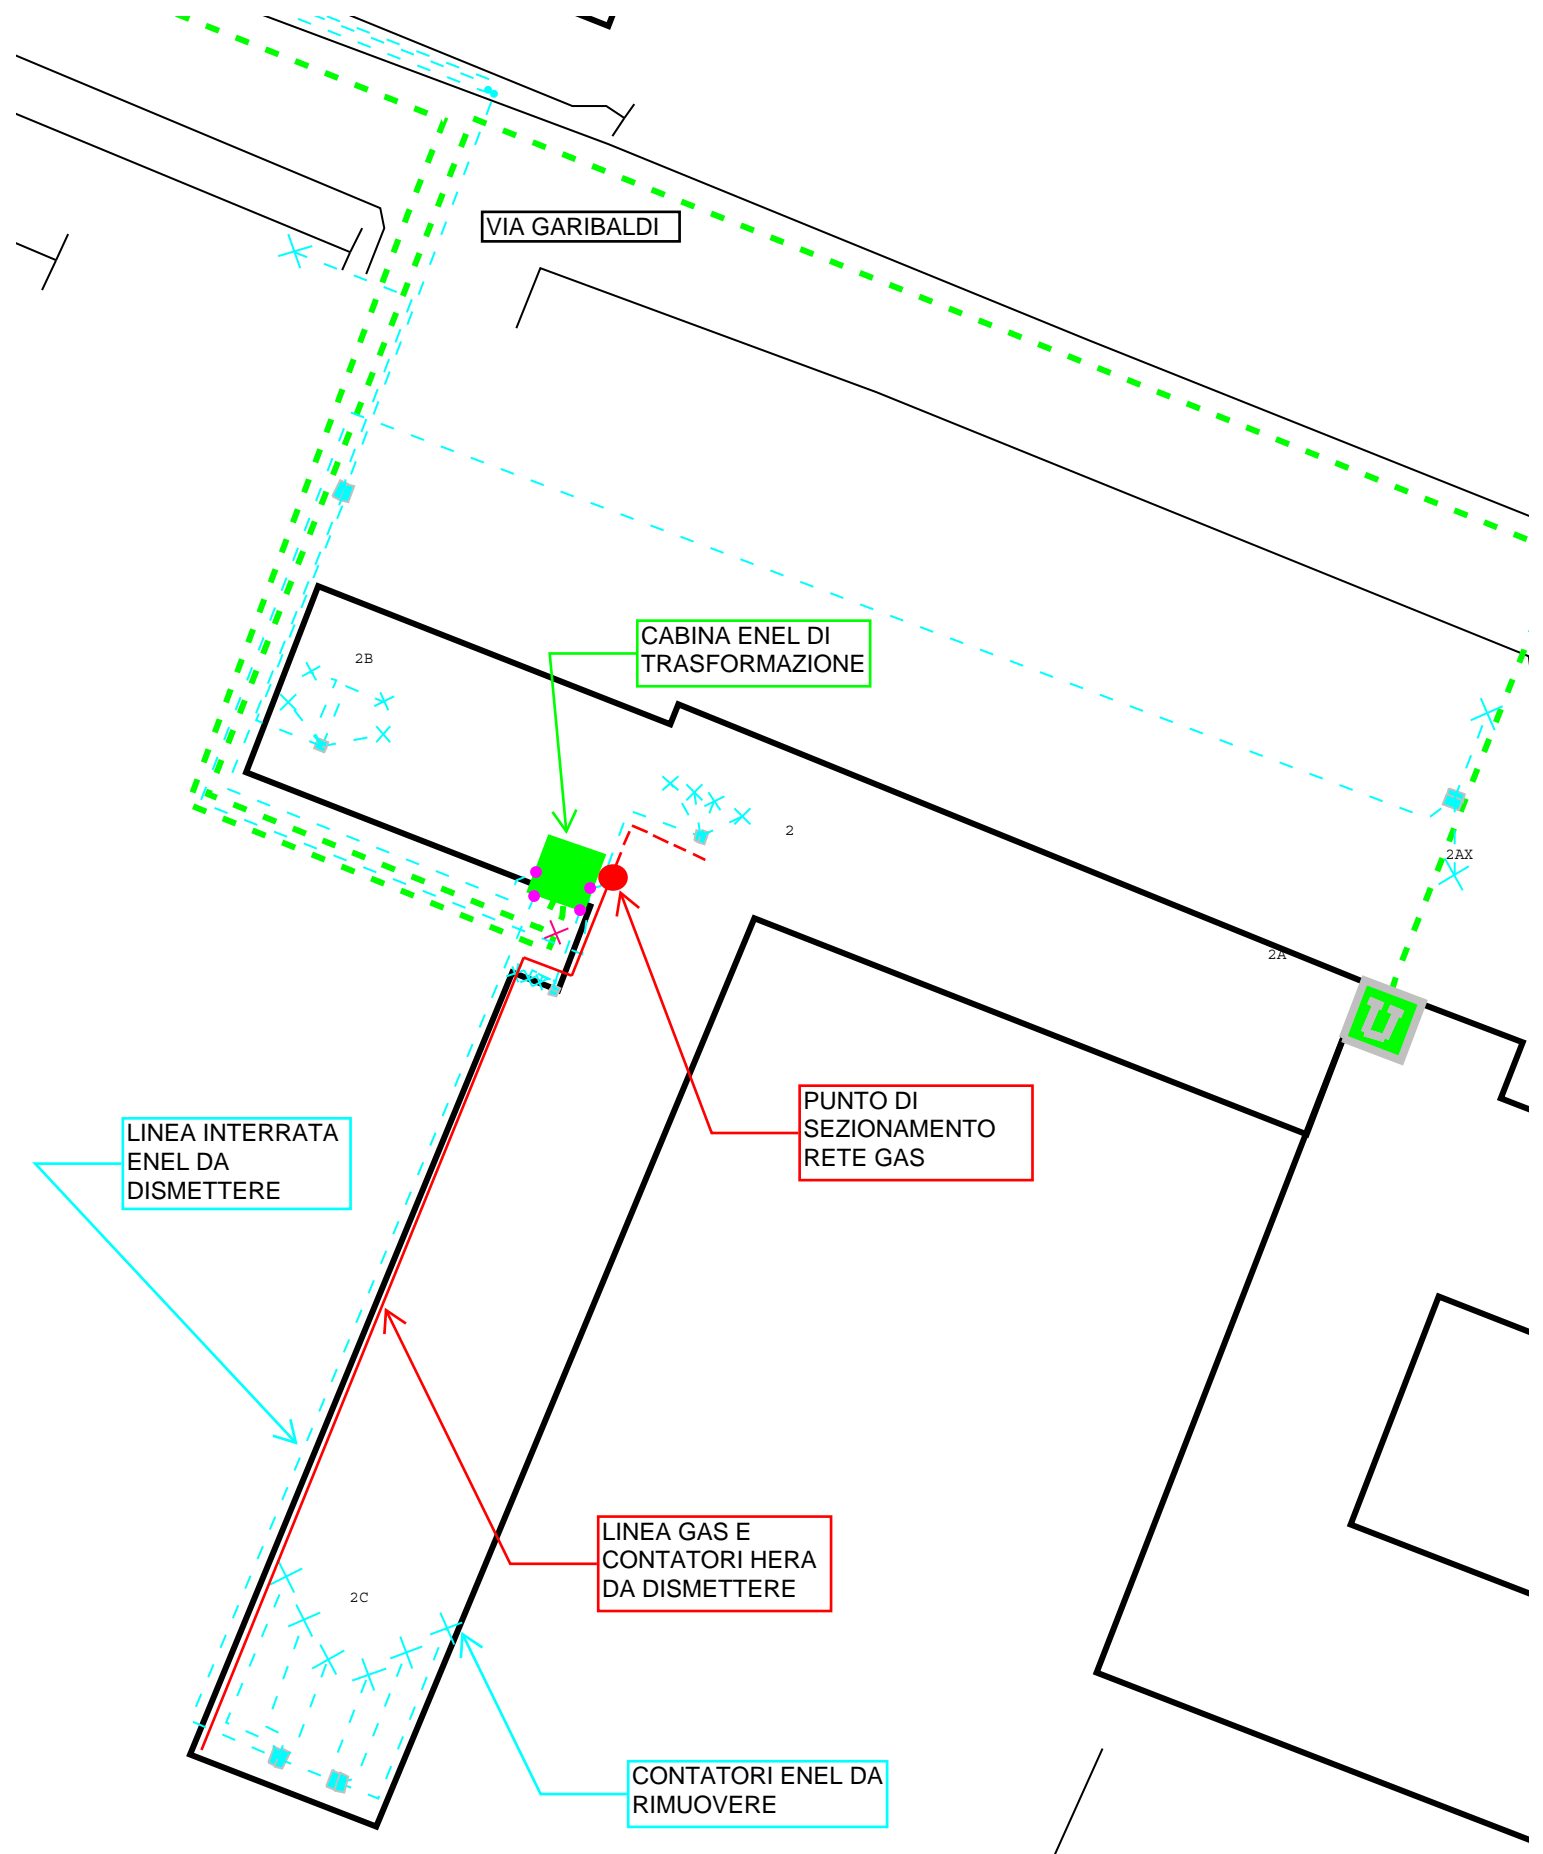 VIA GARIBALDI
CABINA ENEL DI
TRASFORMAZIONE
2B
2
2AX
2A
PUNTO DI
SEZIONAMENTO
RETE GAS
LINEA INTERRATA
ENEL DA
DISMETTERE
LINEA GAS E
CONTATORI HERA
DA DISMETTERE
2C
CONTATORI ENEL DA
RIMUOVERE
U